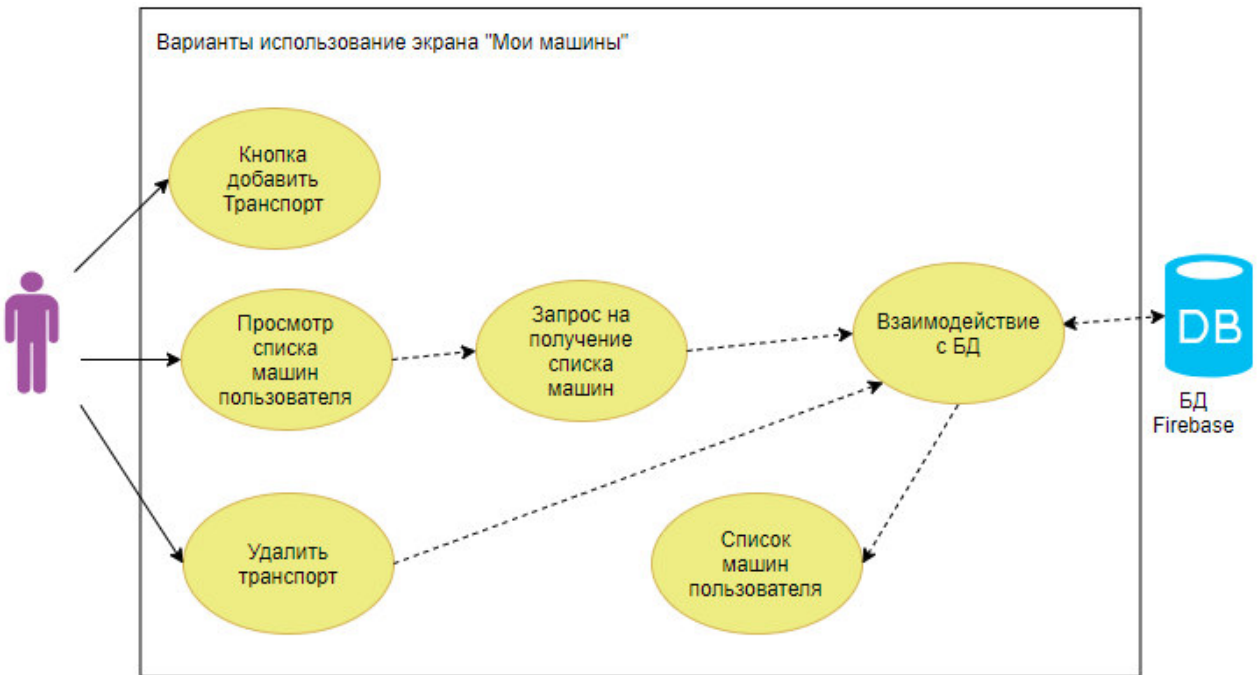 Варианты использование экрана "Мои машины"
Кнопка
добавить
Транспорт
Просмотр
списка
машин
пользователя
Запрос на
получение
списка
машин
Взаимодействие
с БД
DB
БД
Firebase
Удалить
транспорт
Список
машин
пользователя